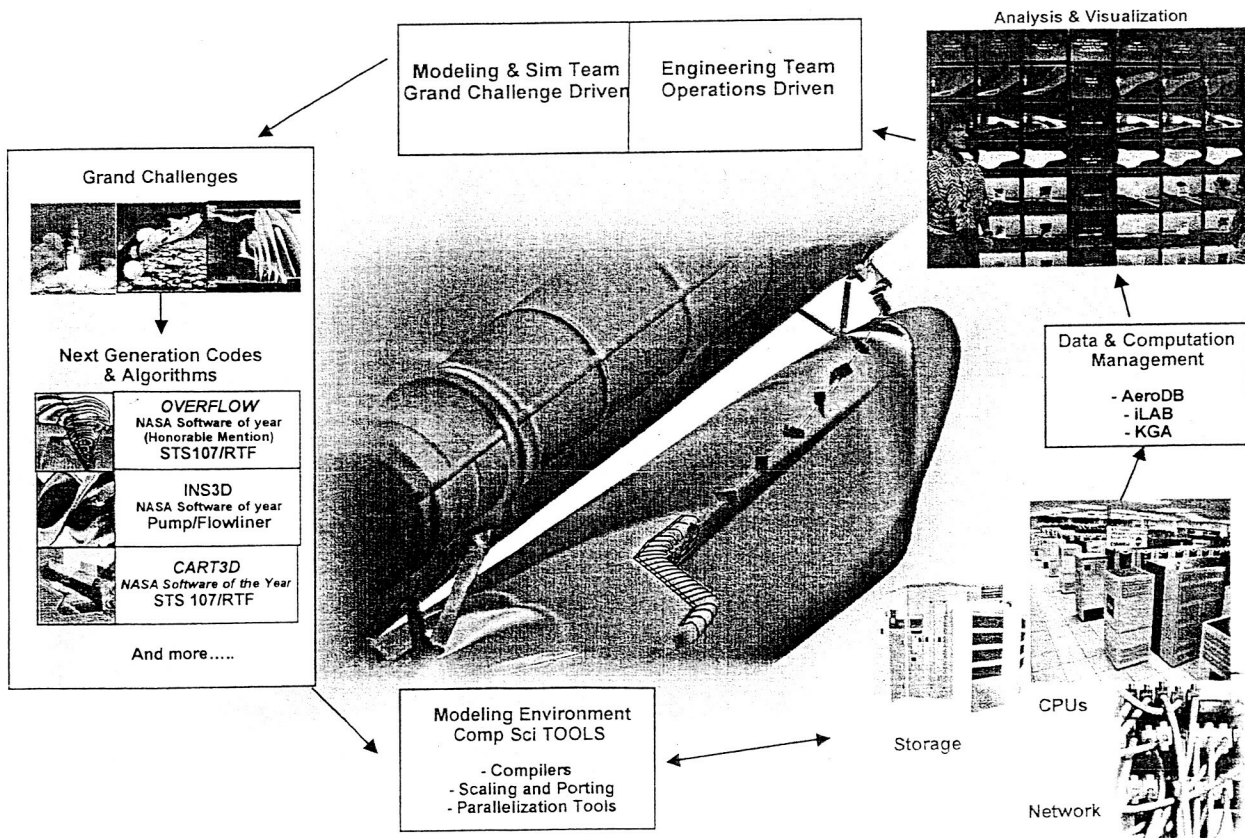 Analysis & Visualization
Modeling & Sim Team
Grand Challenge Driven
Engineering Team
Operations Driven
Grand Challenges
Next Generation Codes
& Algorithms
OVERFLOW
NASA Software of year
(Honorable Mention)
STS107/RTF
INS3D
NASA Software of year
Pump/Flowliner
CART3D
NASA Software of the Year
STS 107/RTF
And more.....
Data & Computation
Management
- AeroDB
- iLAB
- KGA
Modeling Environment
Comp Sci TOOLS
- Compilers
- Scaling and Porting
- Parallelization Tools
Storage
CPUs
Network